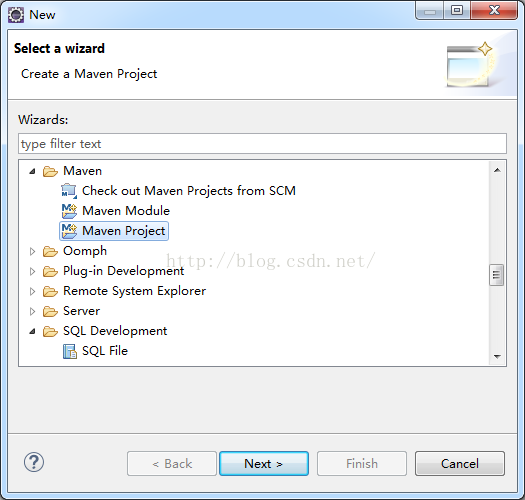 New
Select a wizard
Create a Maven Project
Wizards:
type filter text
Maven
Check out Maven Projects from SCM
Maven Module
Maven Project
Oomph
http://blog.csdn.net/
Plug-in Development
Remote System Explorer
Server
SQL Development
SQL File
? < Back Next > Finish Cancel